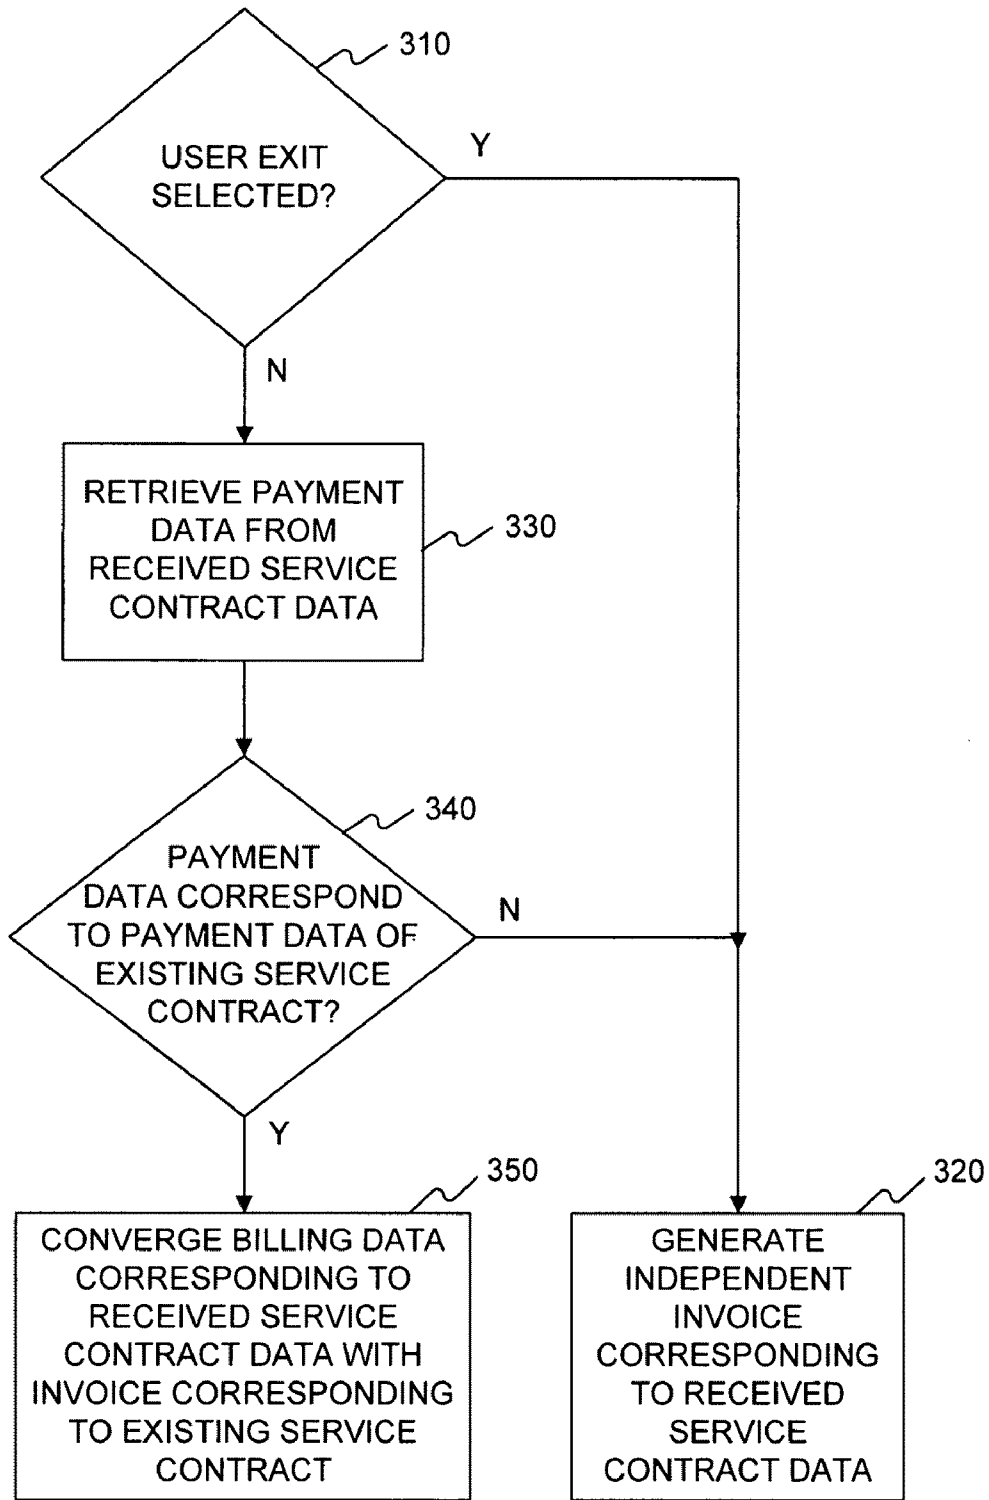 310
USER EXIT
SELECTED?
Y
N
RETRIEVE PAYMENT
DATA FROM
RECEIVED SERVICE
CONTRACT DATA
330
340
PAYMENT
DATA CORRESPOND
TO PAYMENT DATA OF
EXISTING SERVICE
CONTRACT?
N
Y
350
CONVERGE BILLING DATA
CORRESPONDING TO
RECEIVED SERVICE
CONTRACT DATA WITH
INVOICE CORRESPONDING
TO EXISTING SERVICE
CONTRACT
320
GENERATE
INDEPENDENT
INVOICE
CORRESPONDING
TO RECEIVED
SERVICE
CONTRACT DATA